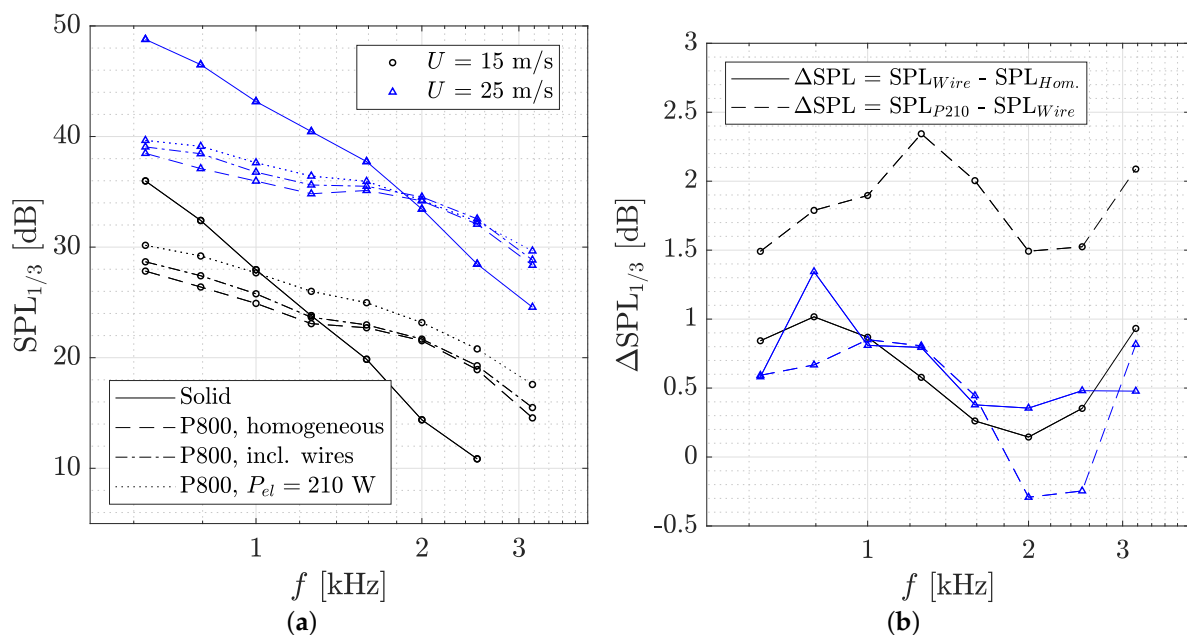 50
40
30
20
10
SPL1/3 [dB]
U = 15 m/s
U = 25 m/s
Solid
P800, homogeneous
P800, incl. wires
P800, Pel = 210 W
1
2
3
f [kHz]
(a)
3
2.5
2
1.5
1
0.5
0
-0.5
ΔSPL1/3 [dB]
ΔSPL = SPLWire - SPLHom.
ΔSPL = SPLP210 - SPLWire
1
2
3
f [kHz]
(b)